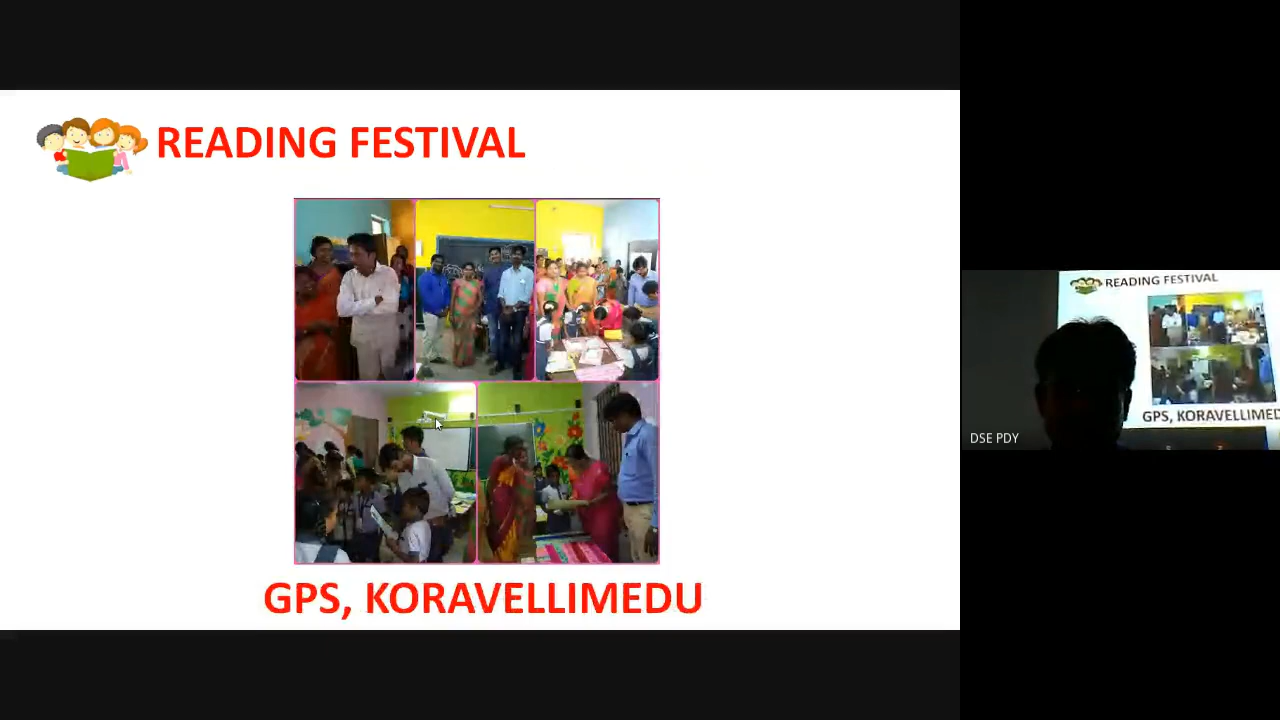 READING FESTIVAL
GPS, KORAVELLIMEDU
READING FESTIVAL
GPS, KORAVELLIMED
DSE PDY